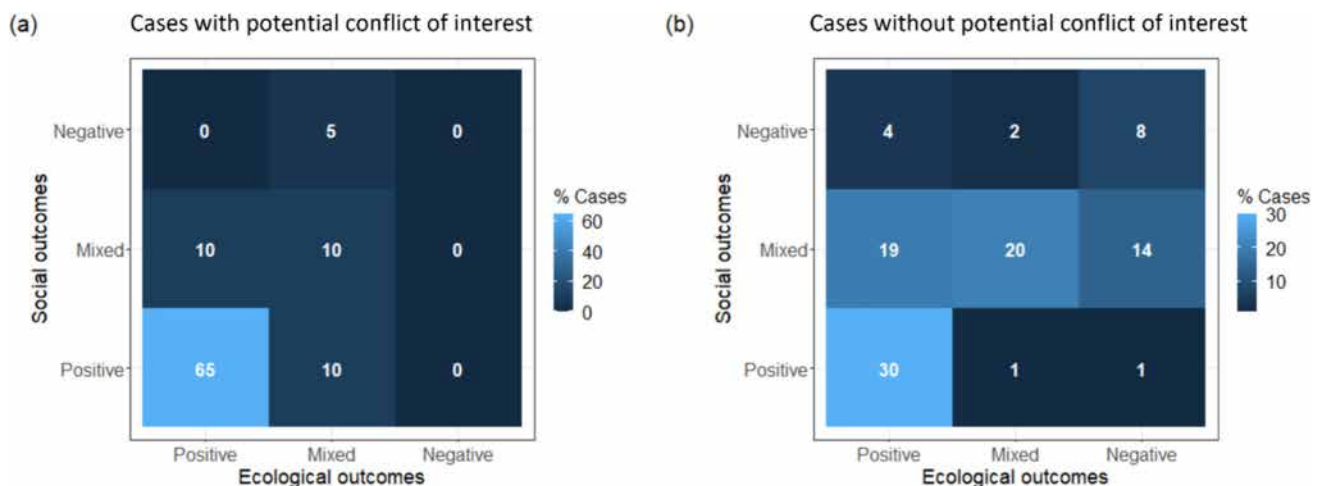 (a) Cases with potential conflict of interest
Negative
0 5 0
Mixed
10 10 0
Positive
65 10 0
Positive Mixed Negative
Ecological outcomes
Social outcomes
% Cases
60
40
20
0
(b) Cases without potential conflict of interest
Negative
4 2 8
Mixed
19 20 14
Positive
30 1 1
Positive Mixed Negative
Ecological outcomes
Social outcomes
% Cases
30
20
10